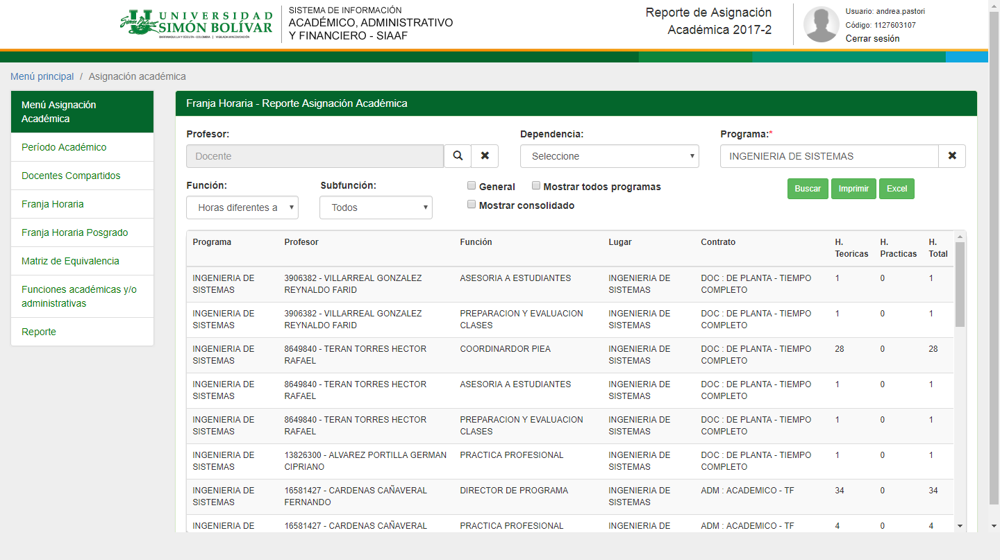 UNIVERSIDAD
SIMÓN BOLÍVAR
BARRANQUILLA Y CÚCUTA - COLOMBIA | VIGILADA MINEDUCACIÓN
SISTEMA DE INFORMACIÓN
ACADÉMICO, ADMINISTRATIVO
Y FINANCIERO - SIAAF
Reporte de Asignación
Académica 2017-2
Usuario: andrea.pastori
Código: 1127603107
Cerrar sesión
Menú principal / Asignación académica
Menú Asignación
Académica
Período Académico
Docentes Compartidos
Franja Horaria
Franja Horaria Posgrado
Matriz de Equivalencia
Funciones académicas y/o
administrativas
Reporte
Franja Horaria - Reporte Asignación Académica
Profesor: Dependencia: Programa:*
Docente Seleccione INGENIERIA DE SISTEMAS
Función: Subfunción:
Horas diferentes a Todos
General Mostrar todos programas
Mostrar consolidado
Buscar Imprimir Excel
Programa Profesor Función Lugar Contrato H. H. H.
Teoricas Practicas Total
INGENIERIA DE 3906382 - VILLARREAL GONZALEZ ASESORIA A ESTUDIANTES INGENIERIA DE DOC : DE PLANTA - TIEMPO 1 0 1
SISTEMAS REYNALDO FARID SISTEMAS COMPLETO
INGENIERIA DE 3906382 - VILLARREAL GONZALEZ PREPARACION Y EVALUACION INGENIERIA DE DOC : DE PLANTA - TIEMPO 1 0 1
SISTEMAS REYNALDO FARID CLASES SISTEMAS COMPLETO
INGENIERIA DE 8649840 - TERAN TORRES HECTOR COORDINARDOR PIEA INGENIERIA DE DOC : DE PLANTA - TIEMPO 28 0 28
SISTEMAS RAFAEL SISTEMAS COMPLETO
INGENIERIA DE 8649840 - TERAN TORRES HECTOR ASESORIA A ESTUDIANTES INGENIERIA DE DOC : DE PLANTA - TIEMPO 1 0 1
SISTEMAS RAFAEL SISTEMAS COMPLETO
INGENIERIA DE 8649840 - TERAN TORRES HECTOR PREPARACION Y EVALUACION INGENIERIA DE DOC : DE PLANTA - TIEMPO 1 0 1
SISTEMAS RAFAEL CLASES SISTEMAS COMPLETO
INGENIERIA DE 13826300 - ALVAREZ PORTILLA GERMAN PRACTICA PROFESIONAL INGENIERIA DE DOC : DE PLANTA - TIEMPO 1 0 1
SISTEMAS CIPRIANO SISTEMAS COMPLETO
INGENIERIA DE 16581427 - CARDENAS CAÑAVERAL DIRECTOR DE PROGRAMA INGENIERIA DE ADM : ACADEMICO - TF 34 0 34
SISTEMAS FERNANDO SISTEMAS
INGENIERIA DE 16581427 - CARDENAS CAÑAVERAL PRACTICA PROFESIONAL INGENIERIA DE ADM : ACADEMICO - TF 4 0 4